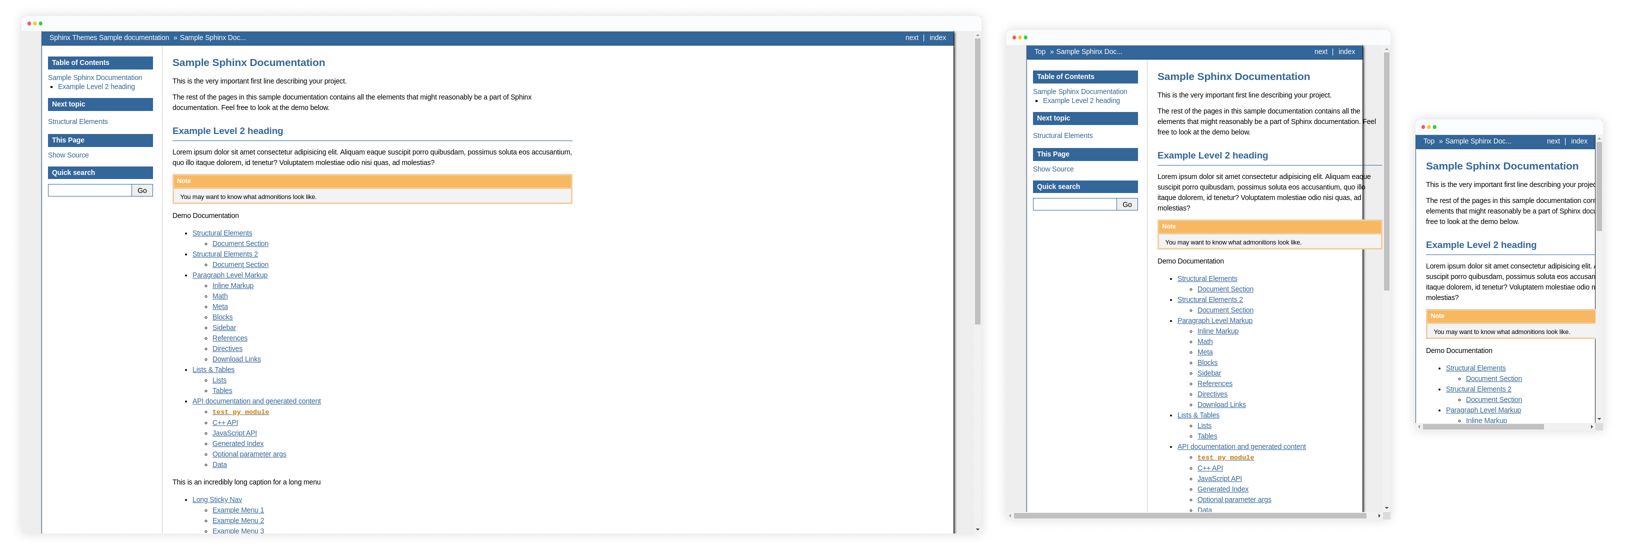 Sphinx Themes Sample documentation » Sample Sphinx Doc... next | index
Table of Contents
Sample Sphinx Documentation
Example Level 2 heading
Next topic
Structural Elements
This Page
Show Source
Quick search
Go
Sample Sphinx Documentation
This is the very important first line describing your project.
The rest of the pages in this sample documentation contains all the elements that might reasonably be a part of Sphinx
documentation. Feel free to look at the demo below.
Example Level 2 heading
Lorem ipsum dolor sit amet consectetur adipisicing elit. Aliquam eaque suscipit porro quibusdam, possimus soluta eos accusantium,
quo illo itaque dolorem, id tenetur? Voluptatem molestiae odio nisi quas, ad molestias?
Note
You may want to know what admonitions look like.
Demo Documentation
Structural Elements
Document Section
Structural Elements 2
Document Section
Paragraph Level Markup
Inline Markup
Math
Meta
Blocks
Sidebar
References
Directives
Download Links
Lists & Tables
Lists
Tables
API documentation and generated content
test_py_module
C++ API
JavaScript API
Generated Index
Optional parameter args
Data
This is an incredibly long caption for a long menu
Long Sticky Nav
Example Menu 1
Example Menu 2
Example Menu 3
Top » Sample Sphinx Doc... next | index
Table of Contents
Sample Sphinx Documentation
Example Level 2 heading
Next topic
Structural Elements
This Page
Show Source
Quick search
Go
Sample Sphinx Documentation
This is the very important first line describing your project.
The rest of the pages in this sample documentation contains all the
elements that might reasonably be a part of Sphinx documentation. Feel
free to look at the demo below.
Example Level 2 heading
Lorem ipsum dolor sit amet consectetur adipisicing elit. Aliquam eaque
suscipit porro quibusdam, possimus soluta eos accusantium, quo illo
itaque dolorem, id tenetur? Voluptatem molestiae odio nisi quas, ad
molestias?
Note
You may want to know what admonitions look like.
Demo Documentation
Structural Elements
Document Section
Structural Elements 2
Document Section
Paragraph Level Markup
Inline Markup
Math
Meta
Blocks
Sidebar
References
Directives
Download Links
Lists & Tables
Lists
Tables
API documentation and generated content
test_py_module
C++ API
JavaScript API
Generated Index
Optional parameter args
Data
Top » Sample Sphinx Doc... next | index
Sample Sphinx Documentation
This is the very important first line describing your projec
The rest of the pages in this sample documentation con
elements that might reasonably be a part of Sphinx docu
free to look at the demo below.
Example Level 2 heading
Lorem ipsum dolor sit amet consectetur adipisicing elit. A
suscipit porro quibusdam, possimus soluta eos accusan
itaque dolorem, id tenetur? Voluptatem molestiae odio n
molestias?
Note
You may want to know what admonitions look like.
Demo Documentation
Structural Elements
Document Section
Structural Elements 2
Document Section
Paragraph Level Markup
Inline Markup